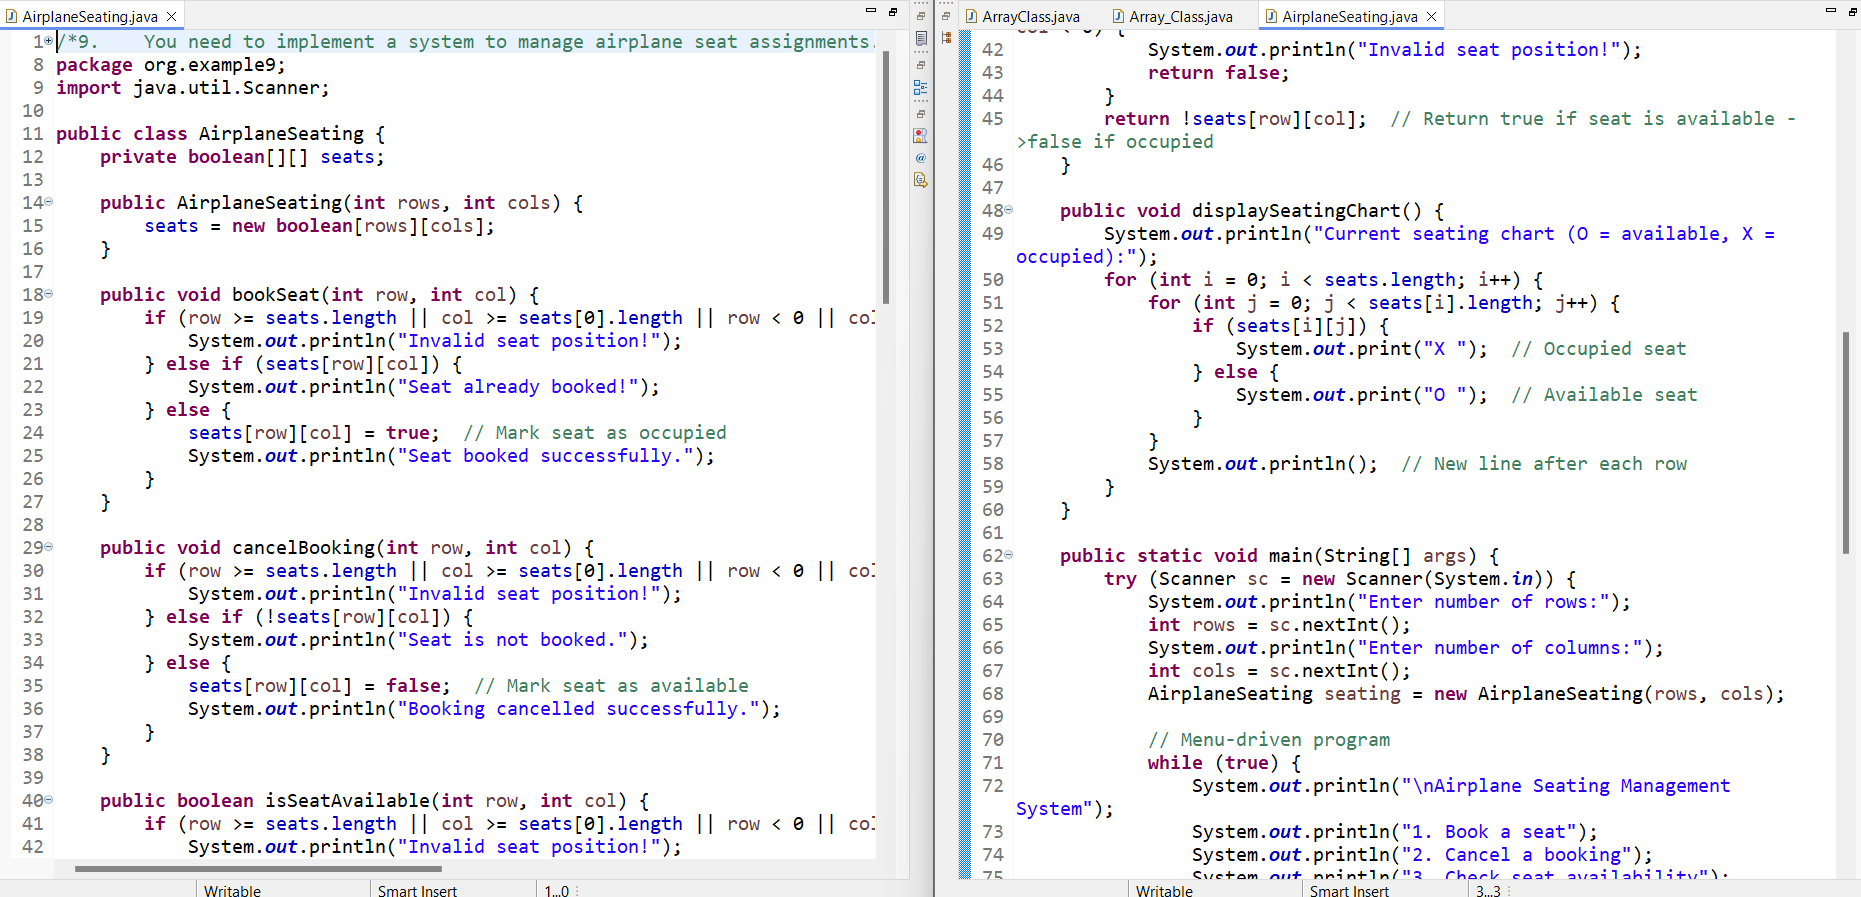 AirplaneSeating.java
1 /*9.    You need to implement a system to manage airplane seat assignments.
8 package org.example9;
9 import java.util.Scanner;
10
11 public class AirplaneSeating {
12     private boolean[][] seats;
13
14     public AirplaneSeating(int rows, int cols) {
15         seats = new boolean[rows][cols];
16     }
17
18     public void bookSeat(int row, int col) {
19         if (row >= seats.length || col >= seats[0].length || row < 0 || col
20             System.out.println("Invalid seat position!");
21         } else if (seats[row][col]) {
22             System.out.println("Seat already booked!");
23         } else {
24             seats[row][col] = true;  // Mark seat as occupied
25             System.out.println("Seat booked successfully.");
26         }
27     }
28
29     public void cancelBooking(int row, int col) {
30         if (row >= seats.length || col >= seats[0].length || row < 0 || col
31             System.out.println("Invalid seat position!");
32         } else if (!seats[row][col]) {
33             System.out.println("Seat is not booked.");
34         } else {
35             seats[row][col] = false;  // Mark seat as available
36             System.out.println("Booking cancelled successfully.");
37         }
38     }
39
40     public boolean isSeatAvailable(int row, int col) {
41         if (row >= seats.length || col >= seats[0].length || row < 0 || col
42             System.out.println("Invalid seat position!");
Writable Smart Insert 1...0
ArrayClass.java Array_Class.java AirplaneSeating.java
col < 0) {
42             System.out.println("Invalid seat position!");
43             return false;
44         }
45         return !seats[row][col];  // Return true if seat is available -
>false if occupied
46     }
47
48     public void displaySeatingChart() {
49         System.out.println("Current seating chart (O = available, X =
occupied):");
50         for (int i = 0; i < seats.length; i++) {
51             for (int j = 0; j < seats[i].length; j++) {
52                 if (seats[i][j]) {
53                     System.out.print("X ");  // Occupied seat
54                 } else {
55                     System.out.print("O ");  // Available seat
56                 }
57             }
58             System.out.println();  // New line after each row
59         }
60     }
61
62     public static void main(String[] args) {
63         try (Scanner sc = new Scanner(System.in)) {
64             System.out.println("Enter number of rows:");
65             int rows = sc.nextInt();
66             System.out.println("Enter number of columns:");
67             int cols = sc.nextInt();
68             AirplaneSeating seating = new AirplaneSeating(rows, cols);
69
70             // Menu-driven program
71             while (true) {
72                 System.out.println("\nAirplane Seating Management
System");
73                 System.out.println("1. Book a seat");
74                 System.out.println("2. Cancel a booking");
75                 System.out.println("3. Check seat availability");
Writable Smart Insert 3...3